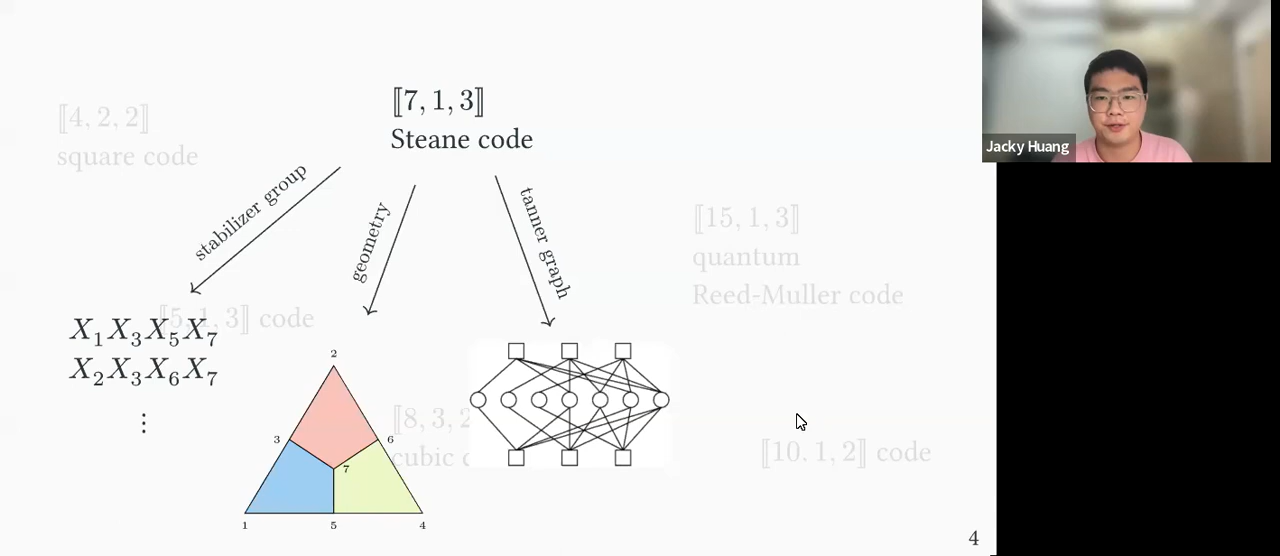 ⟦4, 2, 2⟧
square code
⟦7, 1, 3⟧
Steane code
Jacky Huang
stabilizer group
geometry
tanner graph
⟦15, 1, 3⟧
quantum
Reed-Muller code
⟦5, 1, 3⟧ code
X₁X₃X₅X₇
X₂X₃X₆X₇
⋮
2
3
6
7
1
5
4
⟦8, 3, 2
cubic c
⟦10. 1, 2⟧ code
4